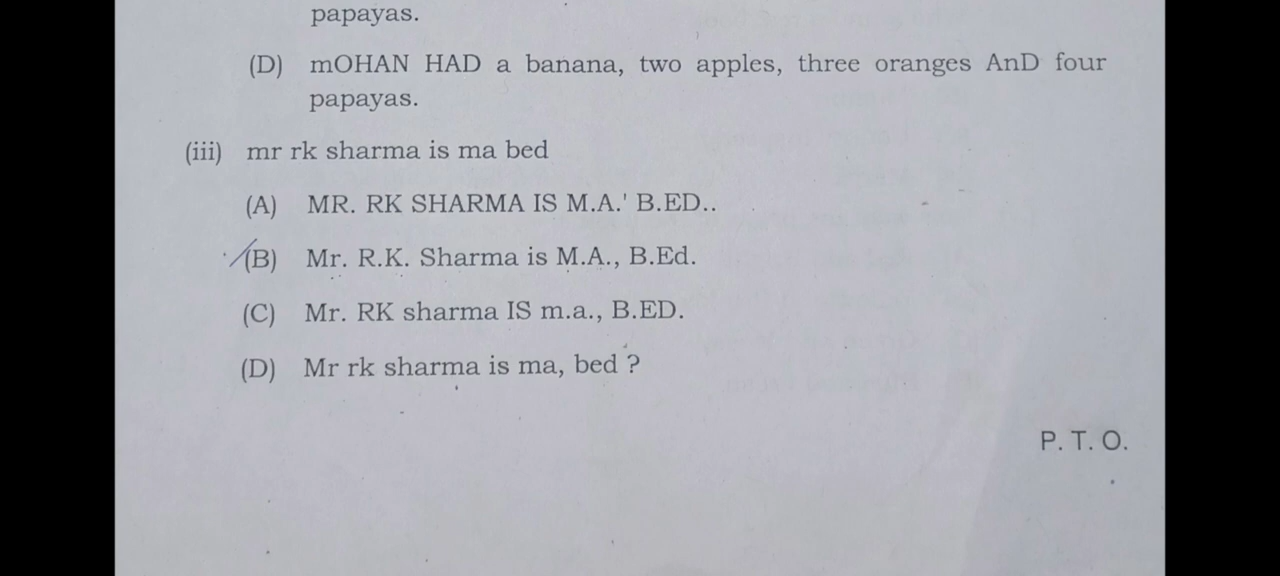 papayas.
(D) mOHAN HAD a banana, two apples, three oranges AnD four
papayas.
(iii) mr rk sharma is ma bed
(A) MR. RK SHARMA IS M.A.' B.ED..
(B) Mr. R.K. Sharma is M.A., B.Ed.
(C) Mr. RK sharma IS m.a., B.ED.
(D) Mr rk sharma is ma, bed ?
P. T. O.